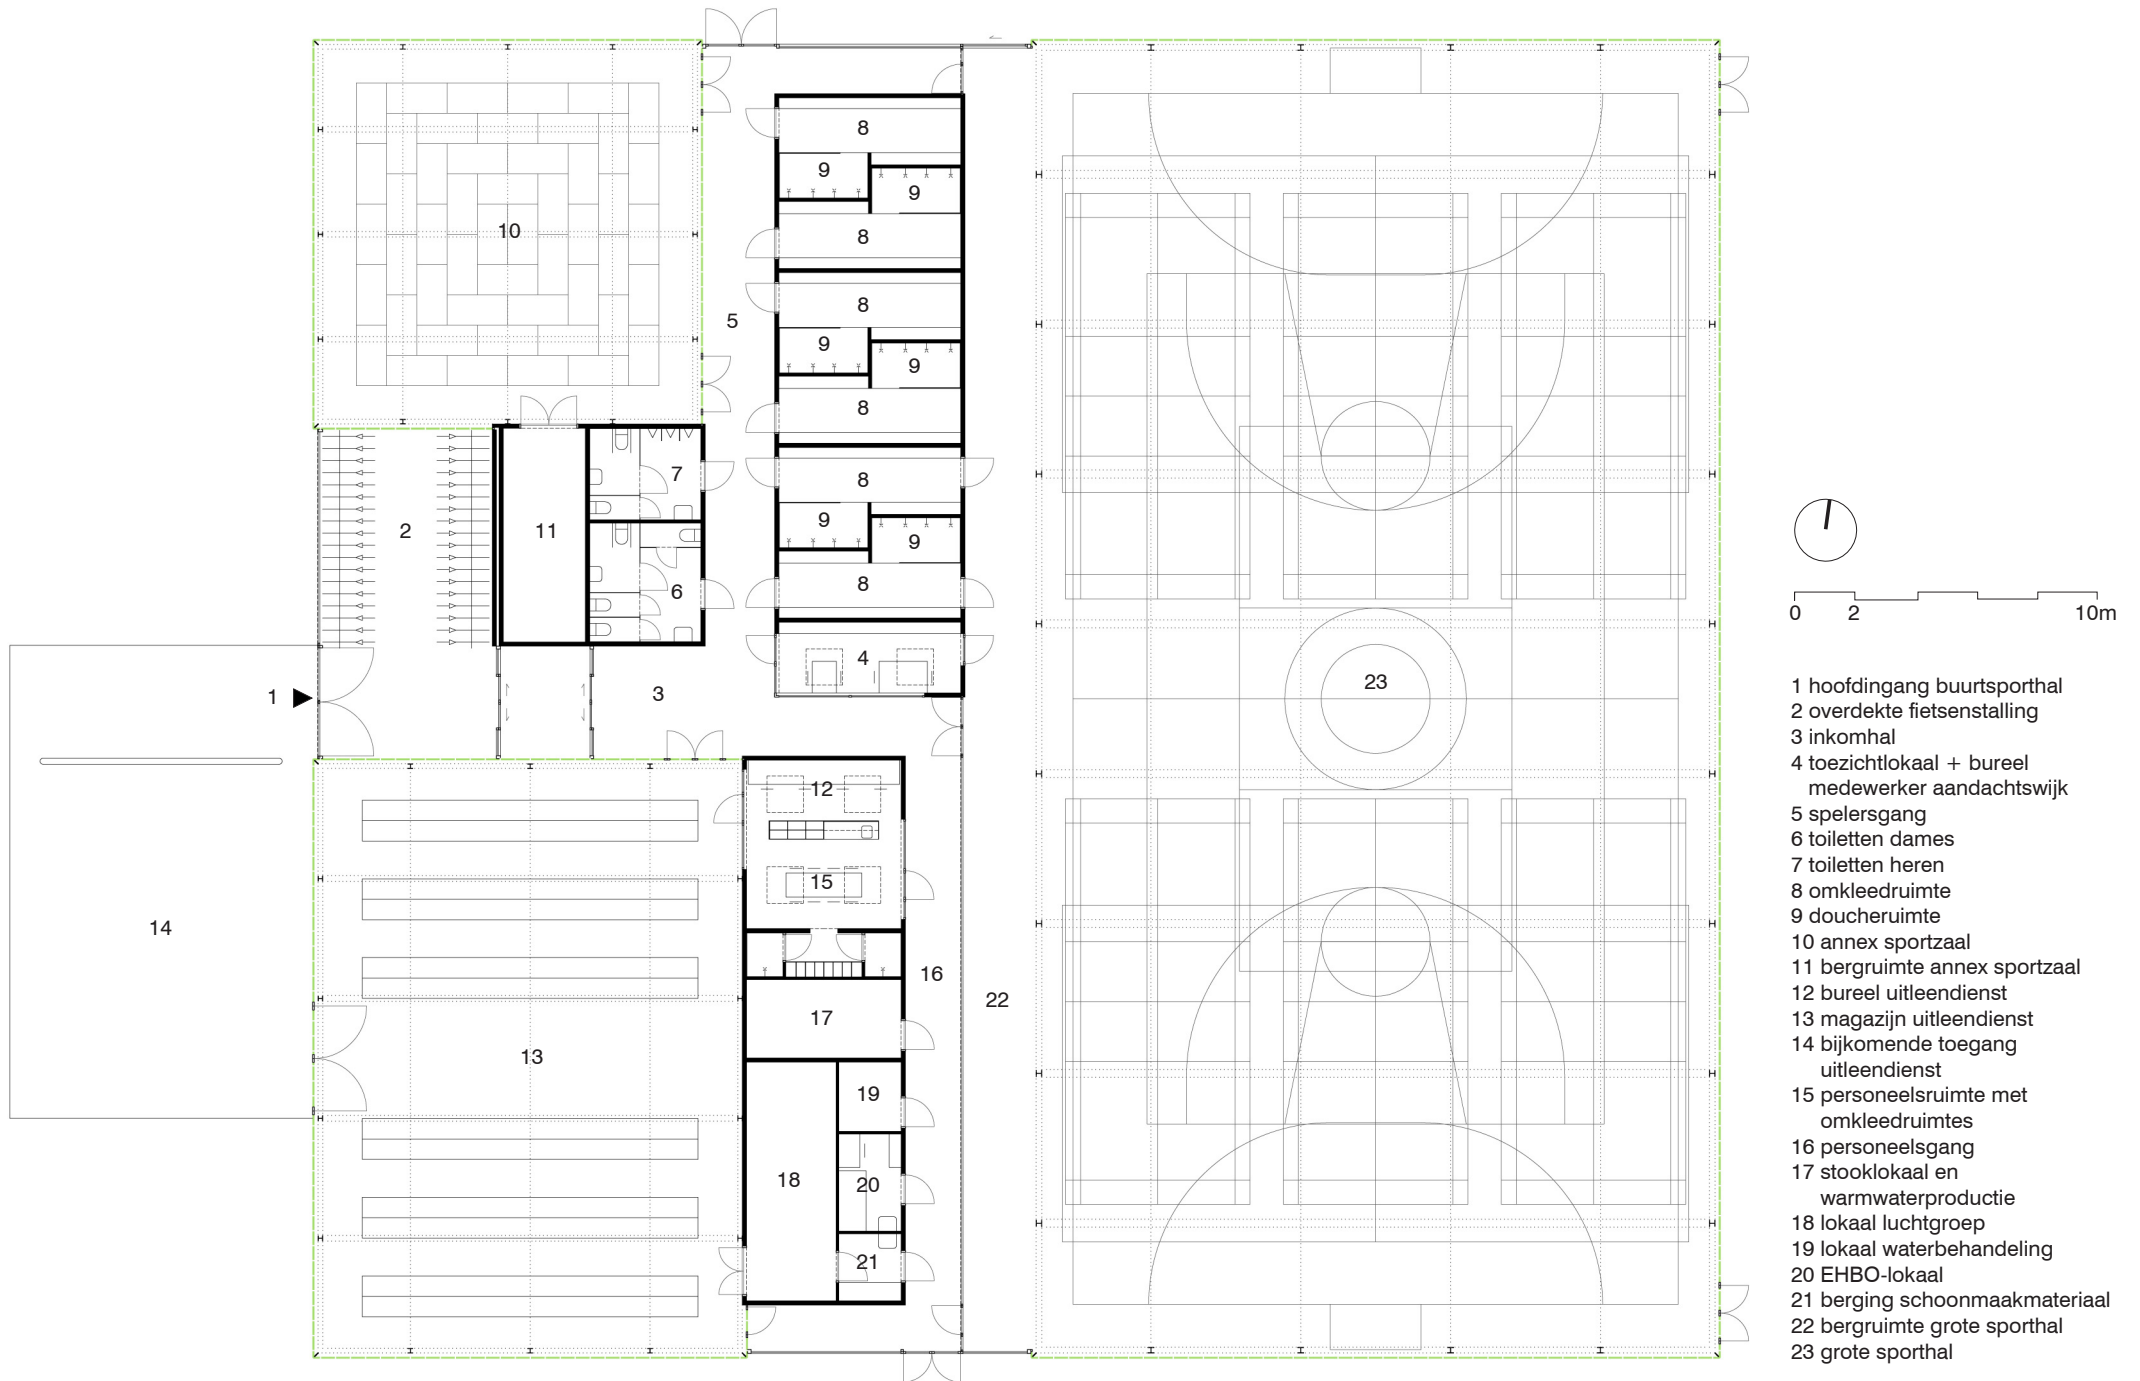 8
9
9
10
8
5
8
9
9
8
7
8
2
11
9
9
6
8
0 2 10m
4
1
3
23
12
15
14
16
22
17
13
19
18
20
21
1 hoofdingang buurtsporthal
2 overdekte fietsenstalling
3 inkomhal
4 toezichtlokaal + bureel
medewerker aandachtswijk
5 spelersgang
6 toiletten dames
7 toiletten heren
8 omkleedruimte
9 doucheruimte
10 annex sportzaal
11 bergruimte annex sportzaal
12 bureel uitleendienst
13 magazijn uitleendienst
14 bijkomende toegang
uitleendienst
15 personeelsruimte met
omkleedruimtes
16 personeelsgang
17 stooklokaal en
warmwaterproductie
18 lokaal luchtgroep
19 lokaal waterbehandeling
20 EHBO-lokaal
21 berging schoonmaakmateriaal
22 bergruimte grote sporthal
23 grote sporthal